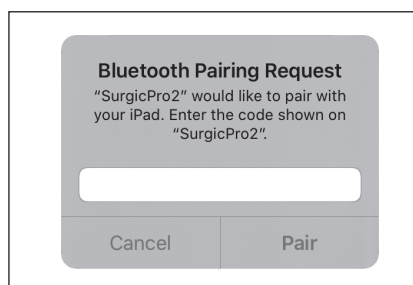 Bluetooth Pairing Request
“SurgicPro2” would like to pair with
your iPad. Enter the code shown on
“SurgicPro2”.
Cancel
Pair